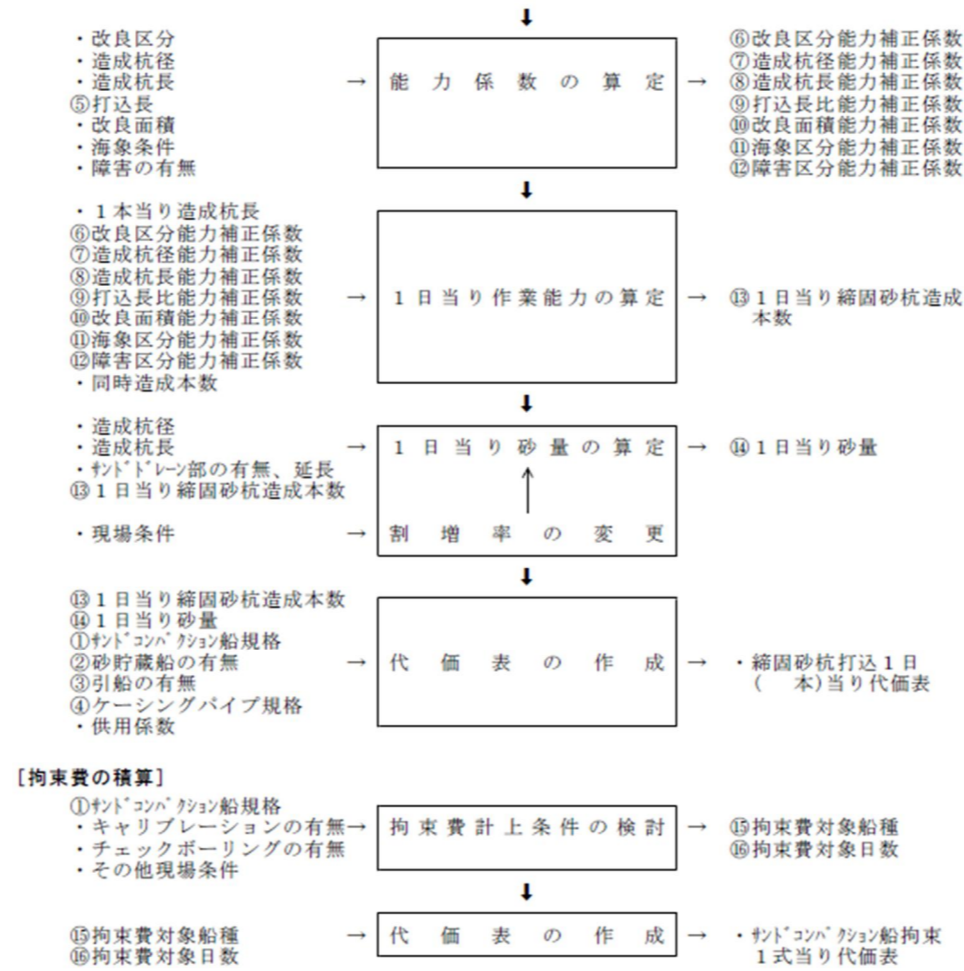 ⬇
・改良区分
・造成杭径
・造成杭長
⑤打込長
・改良面積
・海象条件
・障害の有無
→
能力係数の算定
→
⑥改良区分能力補正係数
⑦造成杭径能力補正係数
⑧造成杭長能力補正係数
⑨打込長比能力補正係数
⑩改良面積能力補正係数
⑪海象区分能力補正係数
⑫障害区分能力補正係数
⬇
・1本当り造成杭長
⑥改良区分能力補正係数
⑦造成杭径能力補正係数
⑧造成杭長能力補正係数
⑨打込長比能力補正係数
⑩改良面積能力補正係数
⑪海象区分能力補正係数
⑫障害区分能力補正係数
・同時造成本数
→
1日当り作業能力の算定
→
⑬1日当り締固砂杭造成
本数
⬇
・造成杭径
・造成杭長
・ｻﾝﾄﾞﾄﾞﾚｰﾝ部の有無、延長
⑬1日当り締固砂杭造成本数
→
1日当り砂量の算定
→
⑭1日当り砂量
↑
・現場条件
→
割増率の変更
⬇
⑬1日当り締固砂杭造成本数
⑭1日当り砂量
①ｻﾝﾄﾞｺﾝﾊﾟｸｼｮﾝ船規格
②砂貯蔵船の有無
③引船の有無
④ケーシングパイプ規格
・供用係数
→
代価表の作成
→
・締固砂杭打込1日
(　本)当り代価表
[拘束費の積算]
①ｻﾝﾄﾞｺﾝﾊﾟｸｼｮﾝ船規格
・キャリブレーションの有無→
・チェックボーリングの有無
・その他現場条件
拘束費計上条件の検討
→
⑮拘束費対象船種
⑯拘束費対象日数
⬇
⑮拘束費対象船種
⑯拘束費対象日数
→
代価表の作成
→
・ｻﾝﾄﾞｺﾝﾊﾟｸｼｮﾝ船拘束
1式当り代価表